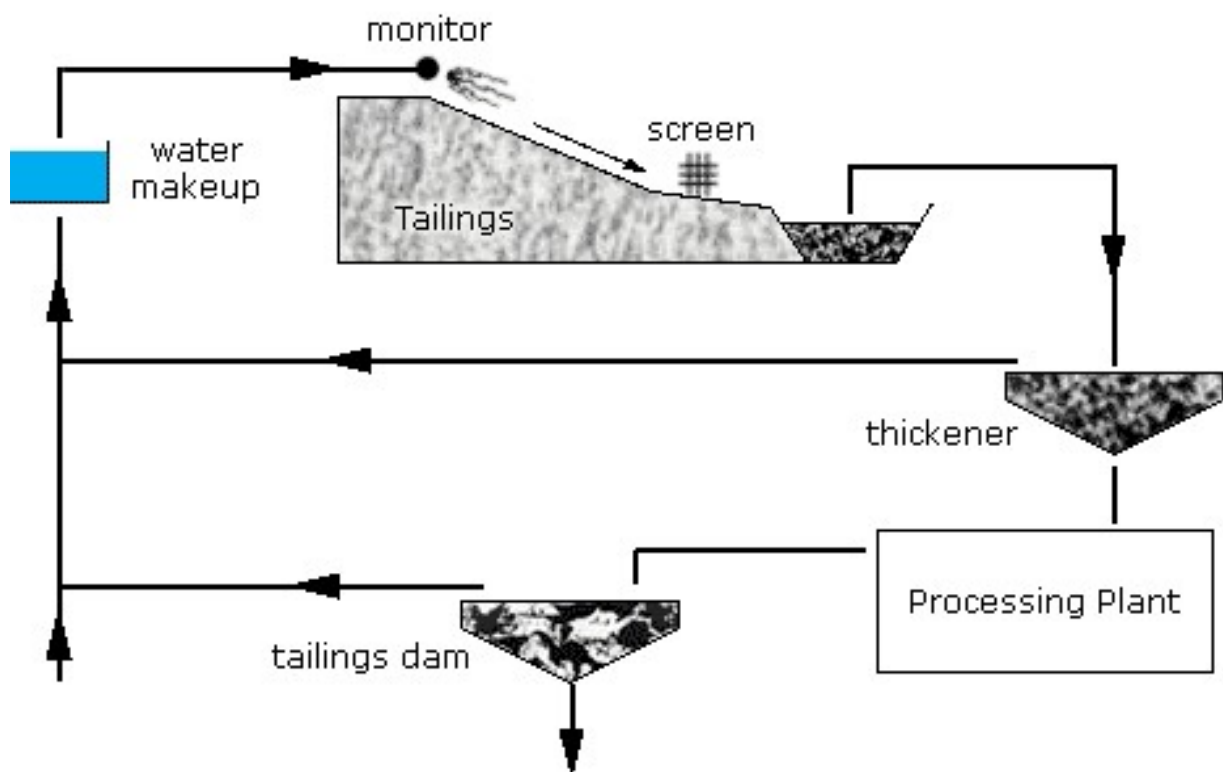 monitor
water
makeup
screen
Tailings
thickener
Processing Plant
tailings dam